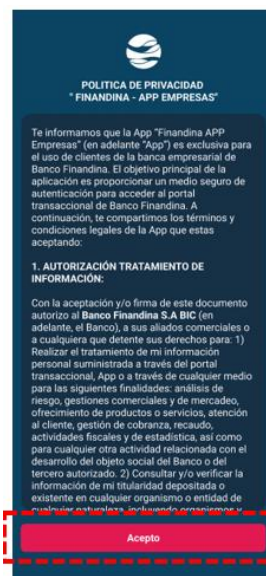 POLITICA DE PRIVACIDAD
" FINANDINA - APP EMPRESAS"
Te informamos que la App "Finandina APP
Empresas" (en adelante "App") es exclusiva para
el uso de clientes de la banca empresarial de
Banco Finandina. El objetivo principal de la
aplicación es proporcionar un medio seguro de
autenticación para acceder al portal
transaccional de Banco Finandina. A
continuación, te compartimos los términos y
condiciones legales de la App que estas
aceptando:
1. AUTORIZACIÓN TRATAMIENTO DE
INFORMACIÓN:
Con la aceptación y/o firma de este documento
autorizo al Banco Finandina S.A BIC (en
adelante, el Banco), a sus aliados comerciales o
a cualquiera que detente sus derechos para: 1)
Realizar el tratamiento de mi información
personal suministrada a través del portal
transaccional, App o a través de cualquier medio
para las siguientes finalidades: análisis de
riesgo, gestiones comerciales y de mercadeo,
ofrecimiento de productos o servicios, atención
al cliente, gestión de cobranza, recaudo,
actividades fiscales y de estadística, así como
para cualquier otra actividad relacionada con el
desarrollo del objeto social del Banco o del
tercero autorizado. 2) Consultar y/o verificar la
información de mi titularidad depositada o
existente en cualquier organismo o entidad de
cualquier naturaleza, incluyendo organismos y
Acepto